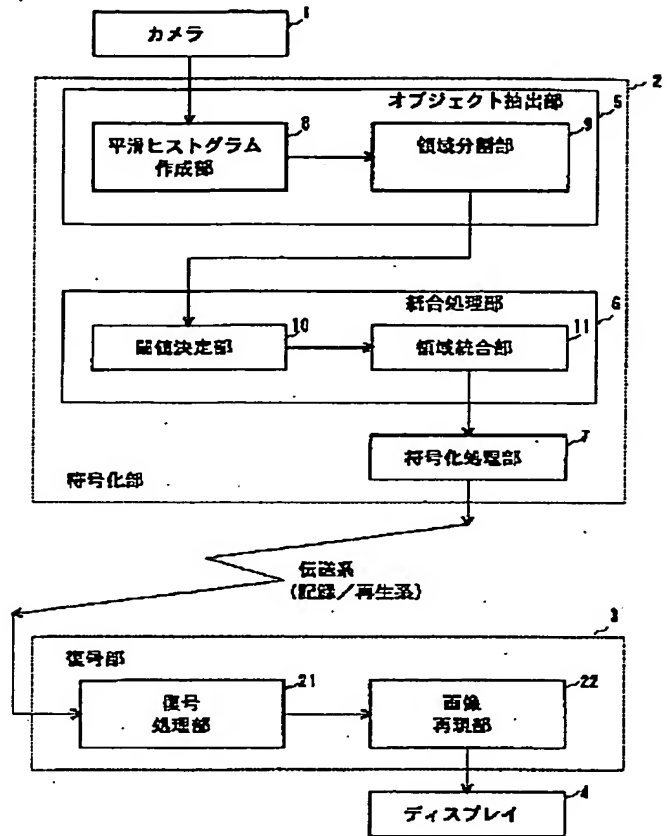 1
カメラ
2
オブジェクト抽出部
5
8
平滑ヒストグラム
作成部
9
領域分割部
統合処理部
6
10
閾値決定部
11
領域統合部
7
符号化処理部
符号化部
伝送系
(記録／再生系)
3
復号部
21
復号
処理部
22
画像
再現部
4
ディスプレイ